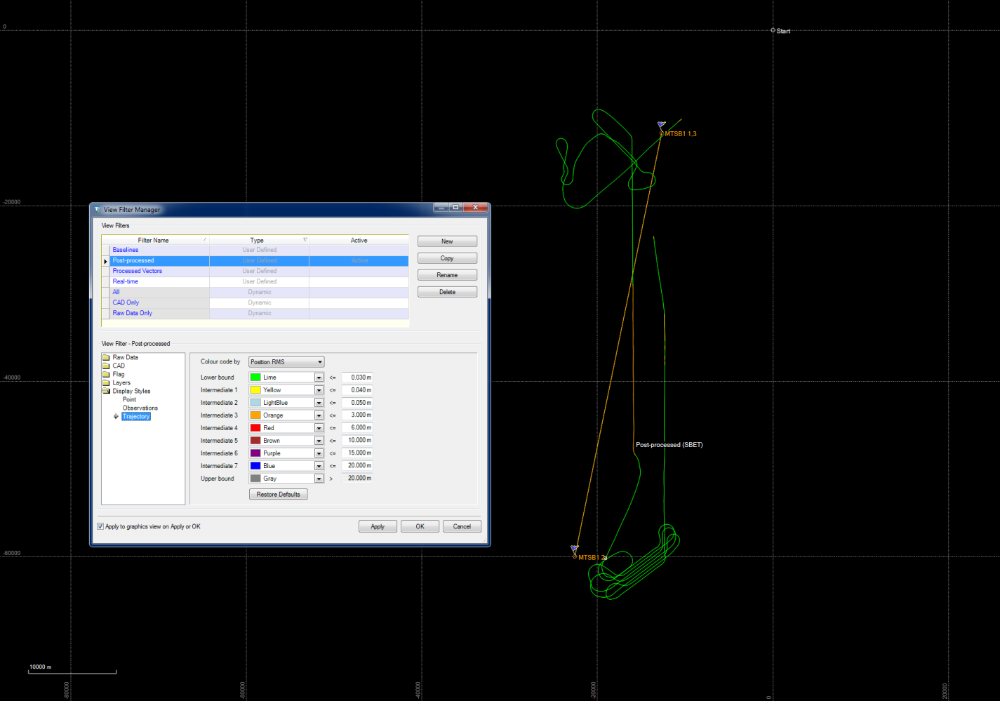 0
Start
MTSB1 1,3
-20000
View Filter Manager
View Filters
Filter Name Type Active
Baselines User Defined
Post-processed User Defined Active
Processed Vectors User Defined
Real-time User Defined
All Dynamic
CAD Only Dynamic
Raw Data Only Dynamic
New
Copy
Rename
Delete
View Filter - Post-processed
Raw Data
CAD
Flag
Layers
Display Styles
Point
Observations
Trajectory
Colour code by Position RMS
Lower bound Lime <= 0.030 m
Intermediate 1 Yellow <= 0.040 m
Intermediate 2 LightBlue <= 0.050 m
Intermediate 3 Orange <= 3.000 m
Intermediate 4 Red <= 6.000 m
Intermediate 5 Brown <= 10.000 m
Intermediate 6 Purple <= 15.000 m
Intermediate 7 Blue <= 20.000 m
Upper bound Gray > 20.000 m
Restore Defaults
Apply to graphics view on Apply or OK
Apply OK Cancel
-40000
Post-processed (SBET)
-60000
MTSB1 2
10000 m
-80000 -60000 -40000 -20000 0 20000